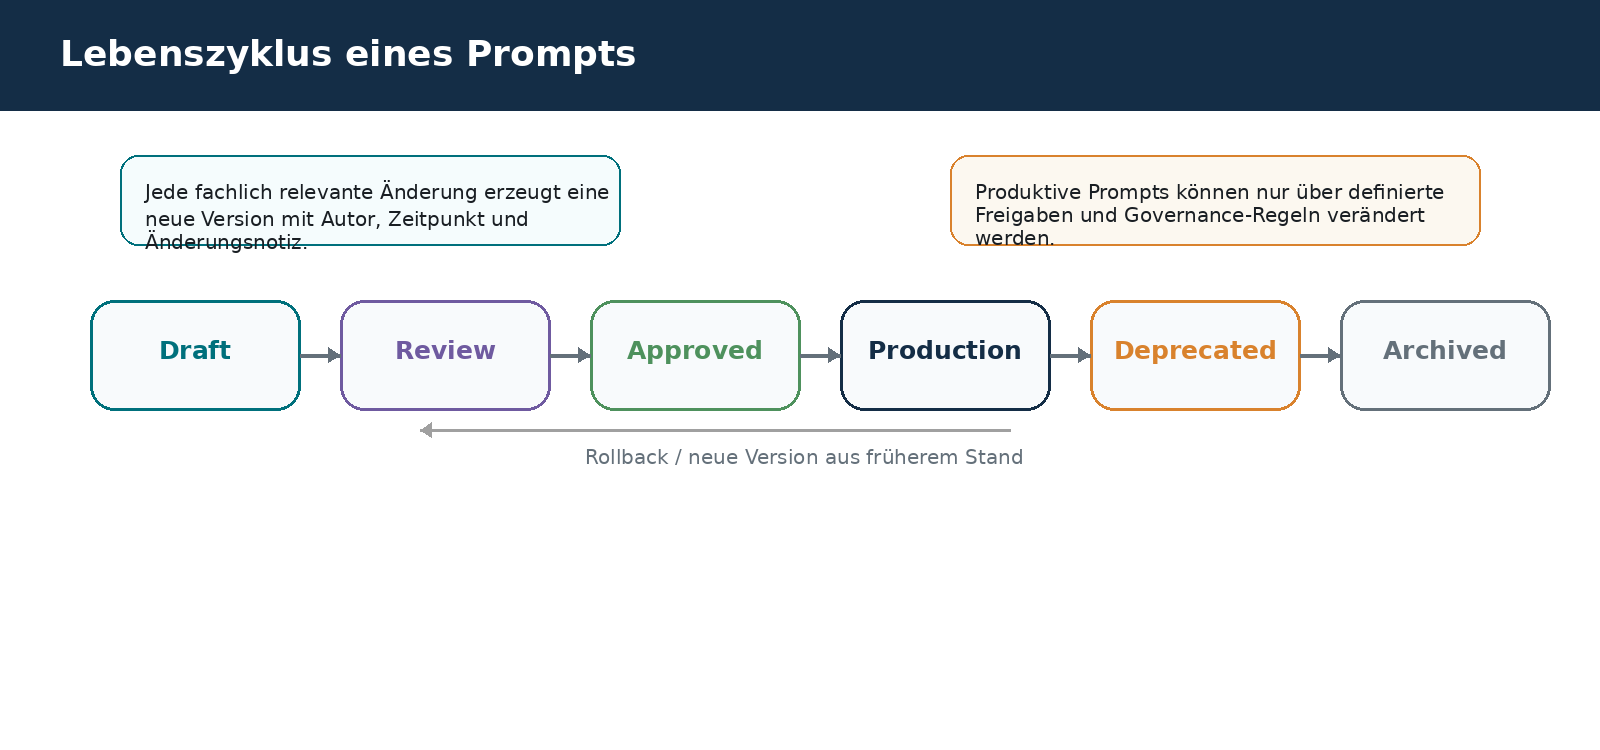 Lebenszyklus eines Prompts
Jede fachlich relevante Änderung erzeugt eine
neue Version mit Autor, Zeitpunkt und
Änderungsnotiz.
Produktive Prompts können nur über definierte
Freigaben und Governance-Regeln verändert
werden.
Draft
Review
Approved
Production
Deprecated
Archived
Rollback / neue Version aus früherem Stand